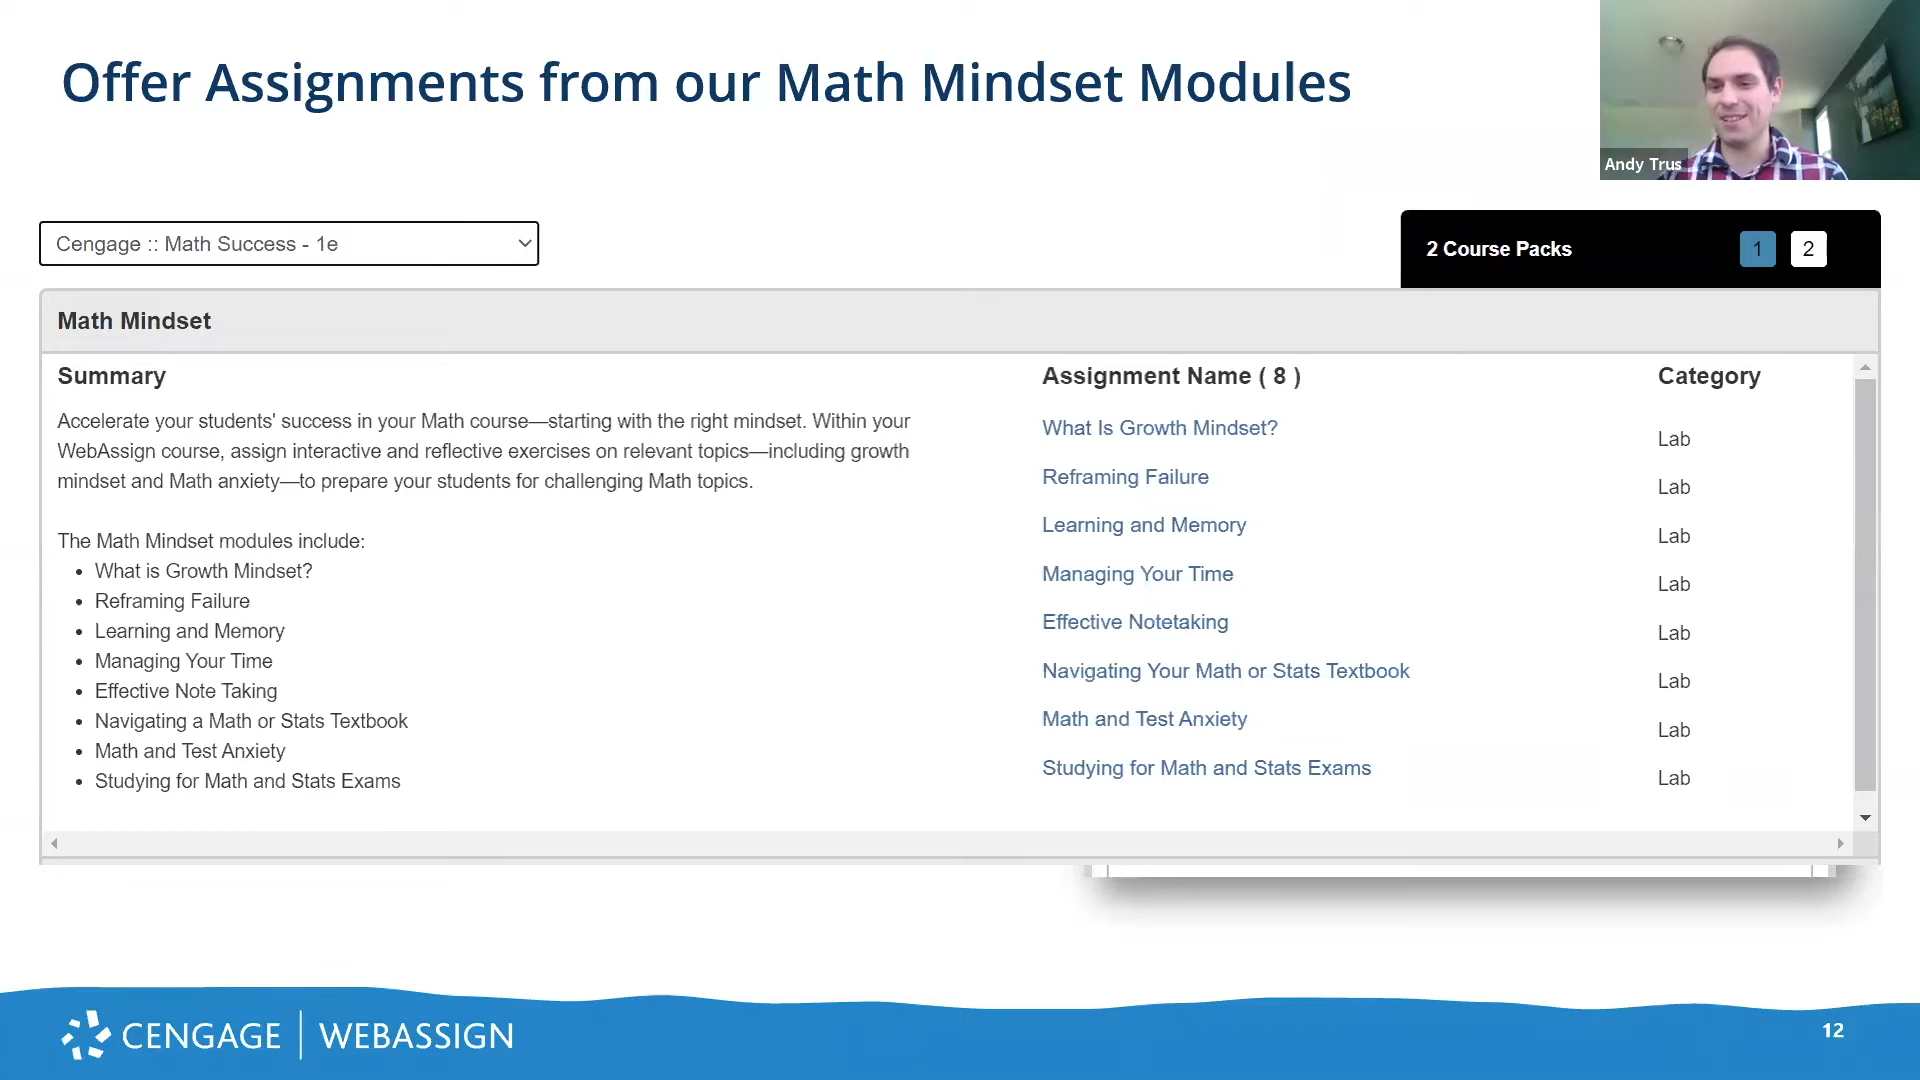 Offer Assignments from our Math Mindset Modules
Andy Trus
Cengage :: Math Success - 1e
2 Course Packs
1
2
Math Mindset
Summary
Accelerate your students' success in your Math course—starting with the right mindset. Within your
WebAssign course, assign interactive and reflective exercises on relevant topics—including growth
mindset and Math anxiety—to prepare your students for challenging Math topics.
The Math Mindset modules include:
• What is Growth Mindset?
• Reframing Failure
• Learning and Memory
• Managing Your Time
• Effective Note Taking
• Navigating a Math or Stats Textbook
• Math and Test Anxiety
• Studying for Math and Stats Exams
Assignment Name ( 8 )
Category
What Is Growth Mindset?
Lab
Reframing Failure
Lab
Learning and Memory
Lab
Managing Your Time
Lab
Effective Notetaking
Lab
Navigating Your Math or Stats Textbook
Lab
Math and Test Anxiety
Lab
Studying for Math and Stats Exams
Lab
CENGAGE | WEBASSIGN
12